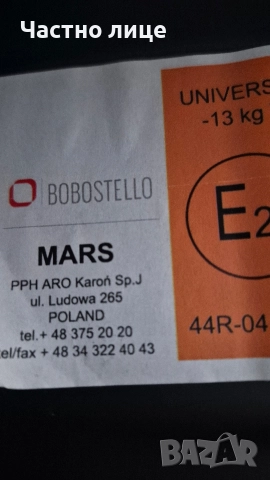 Частно лице
UNIVERS
-13 kg
BOBOSTELLO
E2
MARS
PPH ARO Karoń Sp.J
ul. Ludowa 265
POLAND
tel.+ 48 375 20 20
tel/fax + 48 34 322 40 43
44R-04
BAZAR